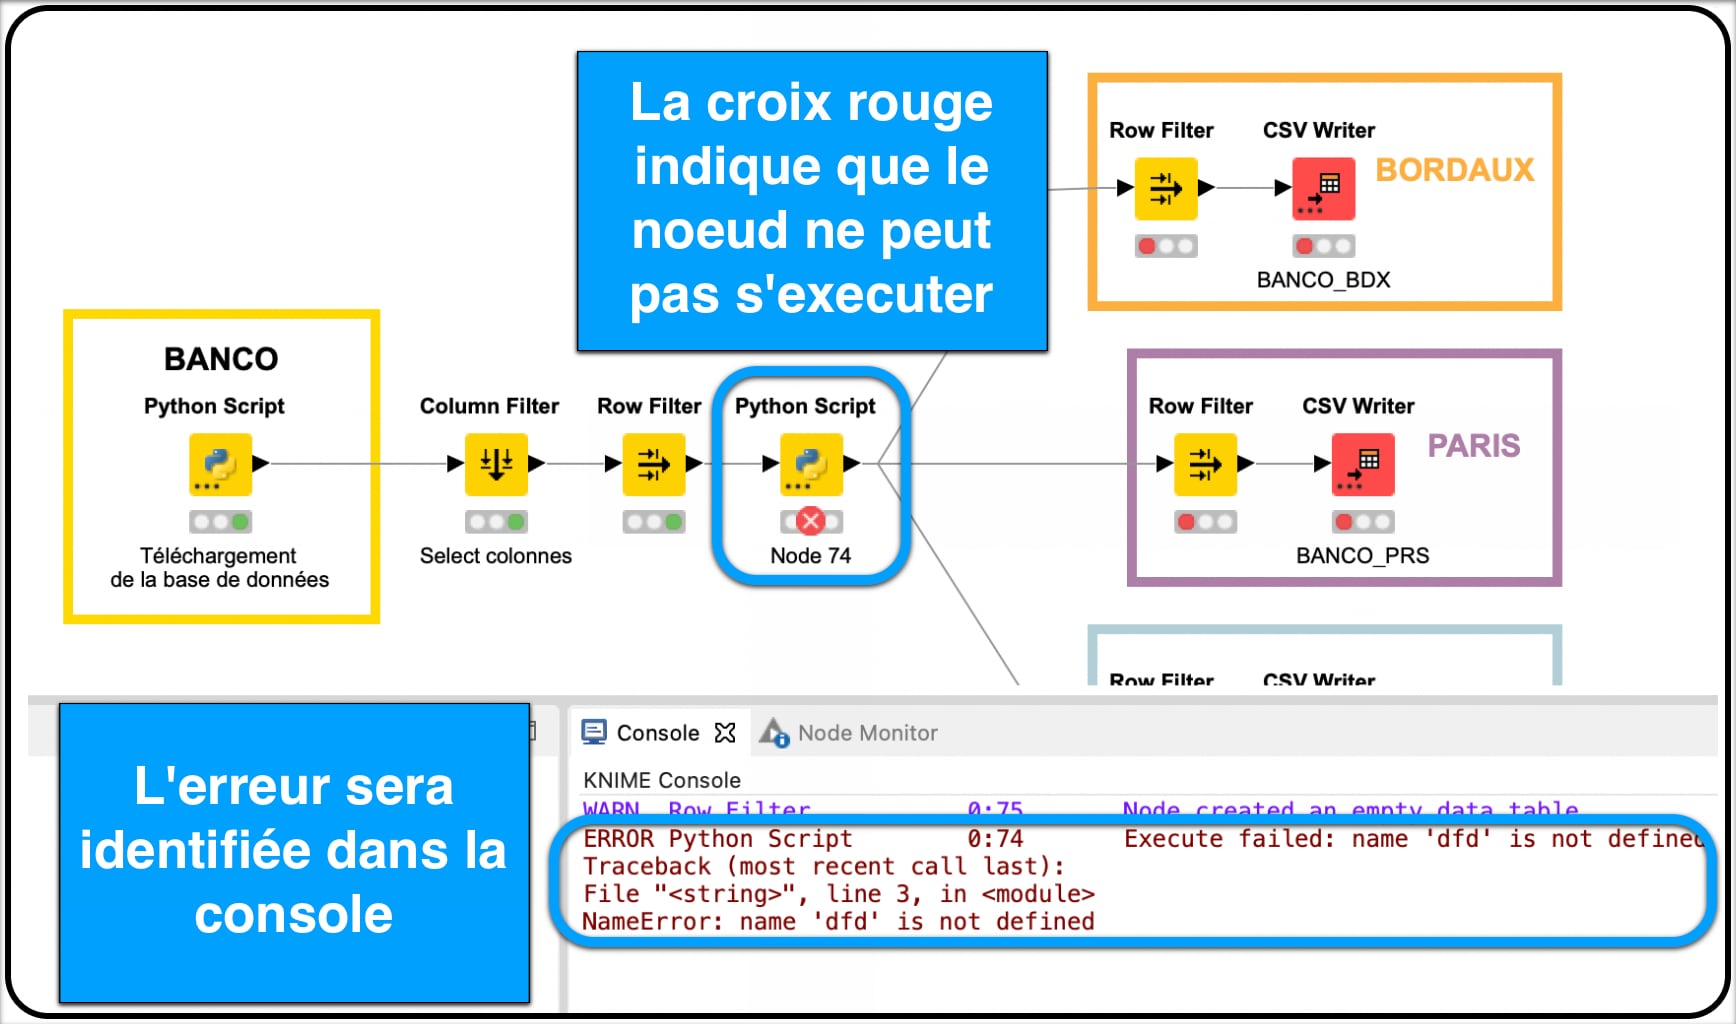 La croix rouge
indique que le
noeud ne peut
pas s'executer
Row Filter
CSV Writer
BORDAUX
BANCO_BDX
BANCO
Python Script
Téléchargement
de la base de données
Column Filter
Select colonnes
Row Filter
Python Script
Node 74
Row Filter
CSV Writer
PARIS
BANCO_PRS
Row Filter
CSV Writer
L'erreur sera
identifiée dans la
console
Console
Node Monitor
KNIME Console
WARN Row Filter 0:75 Node created an empty data table
ERROR Python Script 0:74 Execute failed: name 'dfd' is not defined
Traceback (most recent call last):
File "<string>", line 3, in <module>
NameError: name 'dfd' is not defined